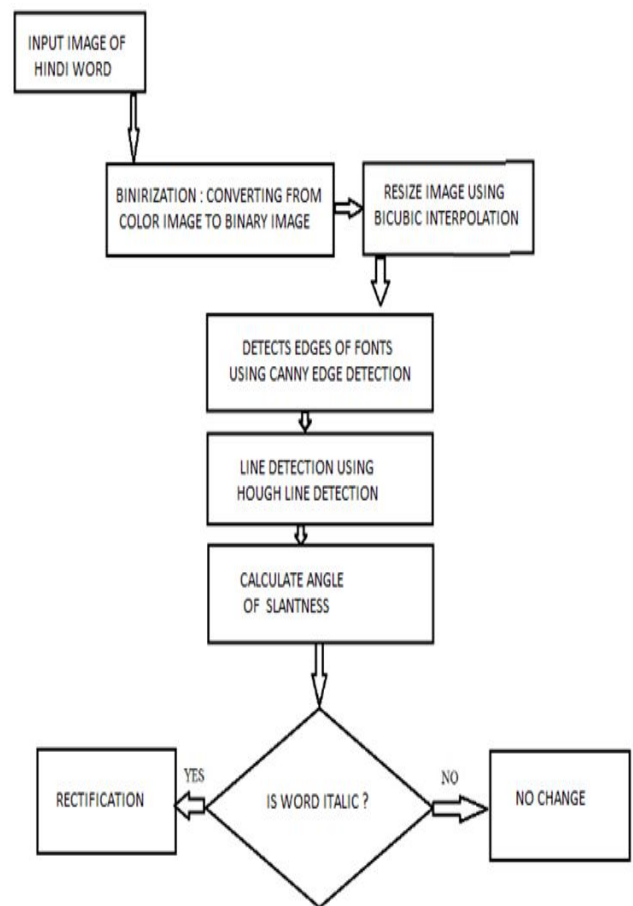 INPUT IMAGE OF
HINDI WORD
BINIRIZATION : CONVERTING FROM
COLOR IMAGE TO BINARY IMAGE
RESIZE IMAGE USING
BICUBIC INTERPOLATION
DETECTS EDGES OF FONTS
USING CANNY EDGE DETECTION
LINE DETECTION USING
HOUGH LINE DETECTION
CALCULATE ANGLE
OF SLANTNESS
IS WORD ITALIC ?
YES
RECTIFICATION
NO
NO CHANGE